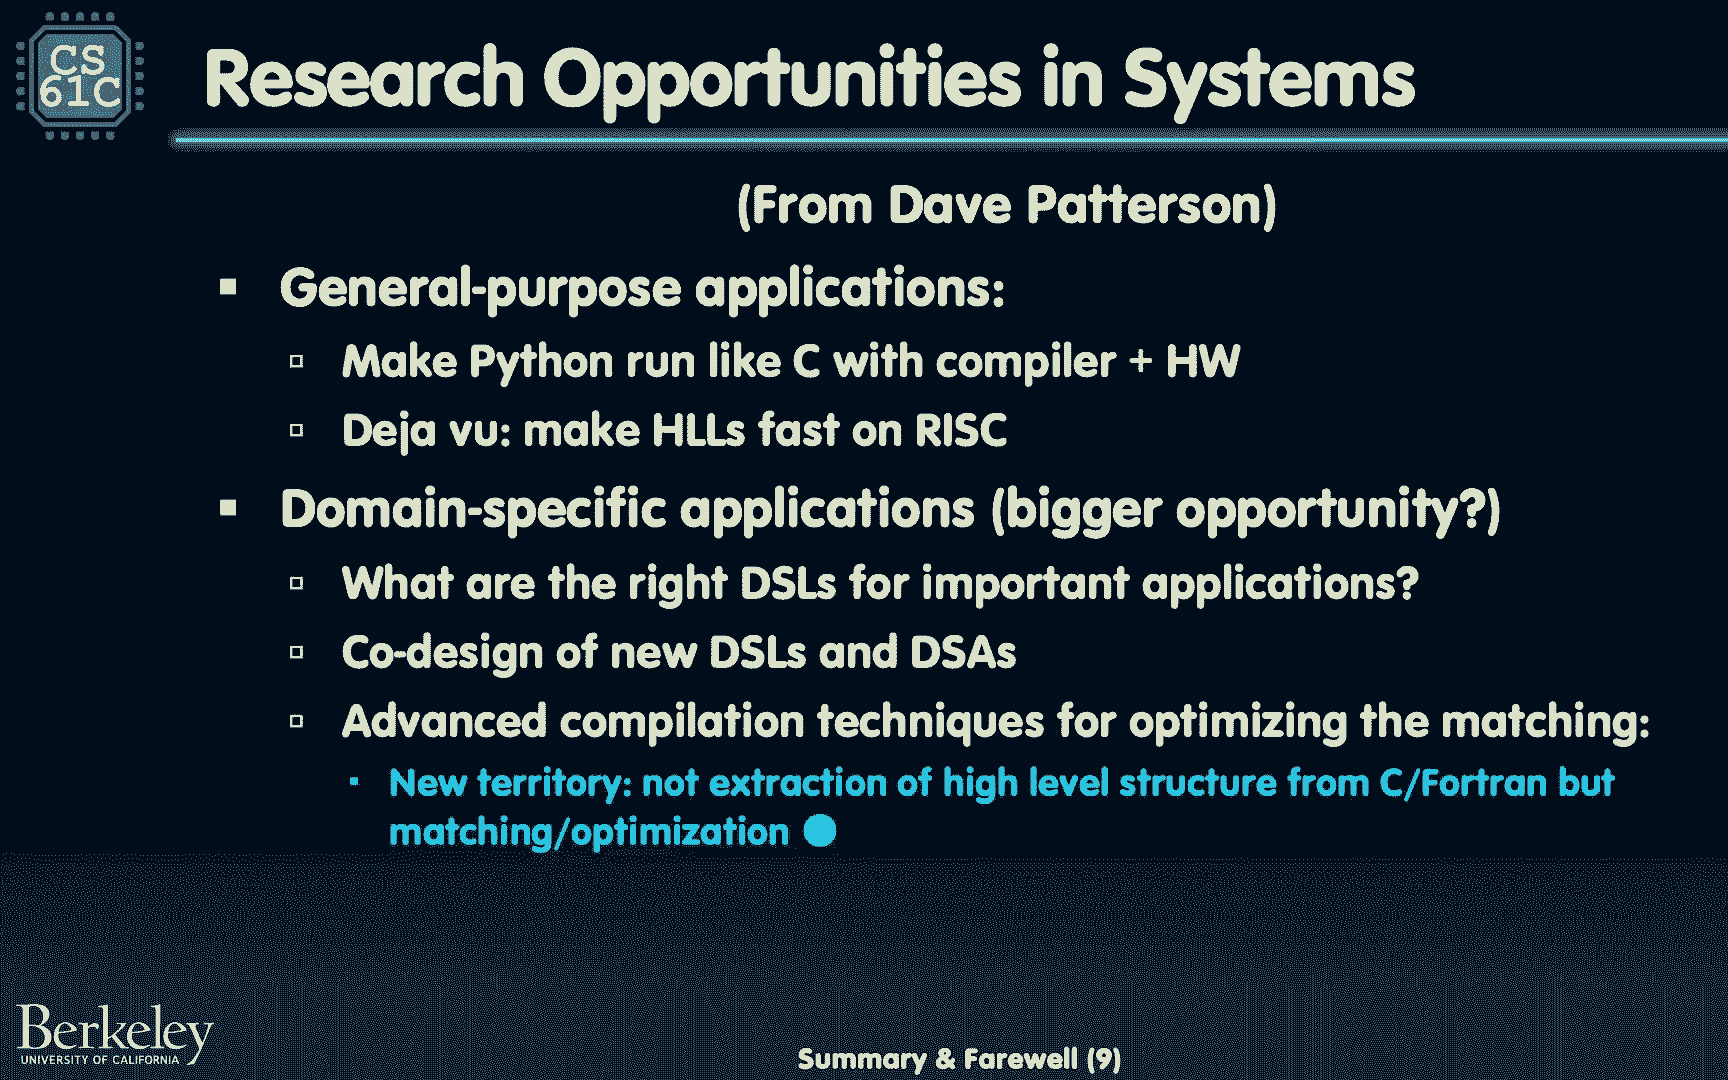 CS
61C
Research Opportunities in Systems
(From Dave Patterson)
General-purpose applications:
Make Python run like C with compiler + HW
Deja vu: make HLLs fast on RISC
Domain-specific applications (bigger opportunity?)
What are the right DSLs for important applications?
Co-design of new DSLs and DSAs
Advanced compilation techniques for optimizing the matching:
New territory: not extraction of high level structure from C/Fortran but
matching/optimization
Berkeley
UNIVERSITY OF CALIFORNIA
Summary & Farewell (9)